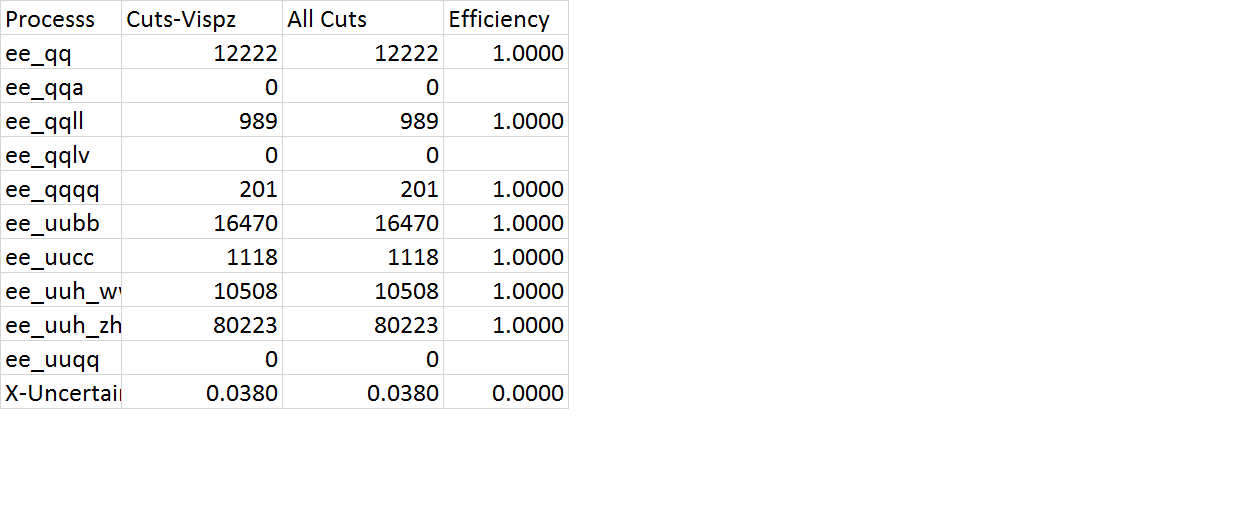 Processs Cuts-Vispz All Cuts Efficiency
ee_qq 12222 12222 1.0000
ee_qqa 0 0
ee_qqll 989 989 1.0000
ee_qqlv 0 0
ee_qqqq 201 201 1.0000
ee_uubb 16470 16470 1.0000
ee_uucc 1118 1118 1.0000
ee_uuh_w 10508 10508 1.0000
ee_uuh_zh 80223 80223 1.0000
ee_uuqq 0 0
X-Uncertai 0.0380 0.0380 0.0000